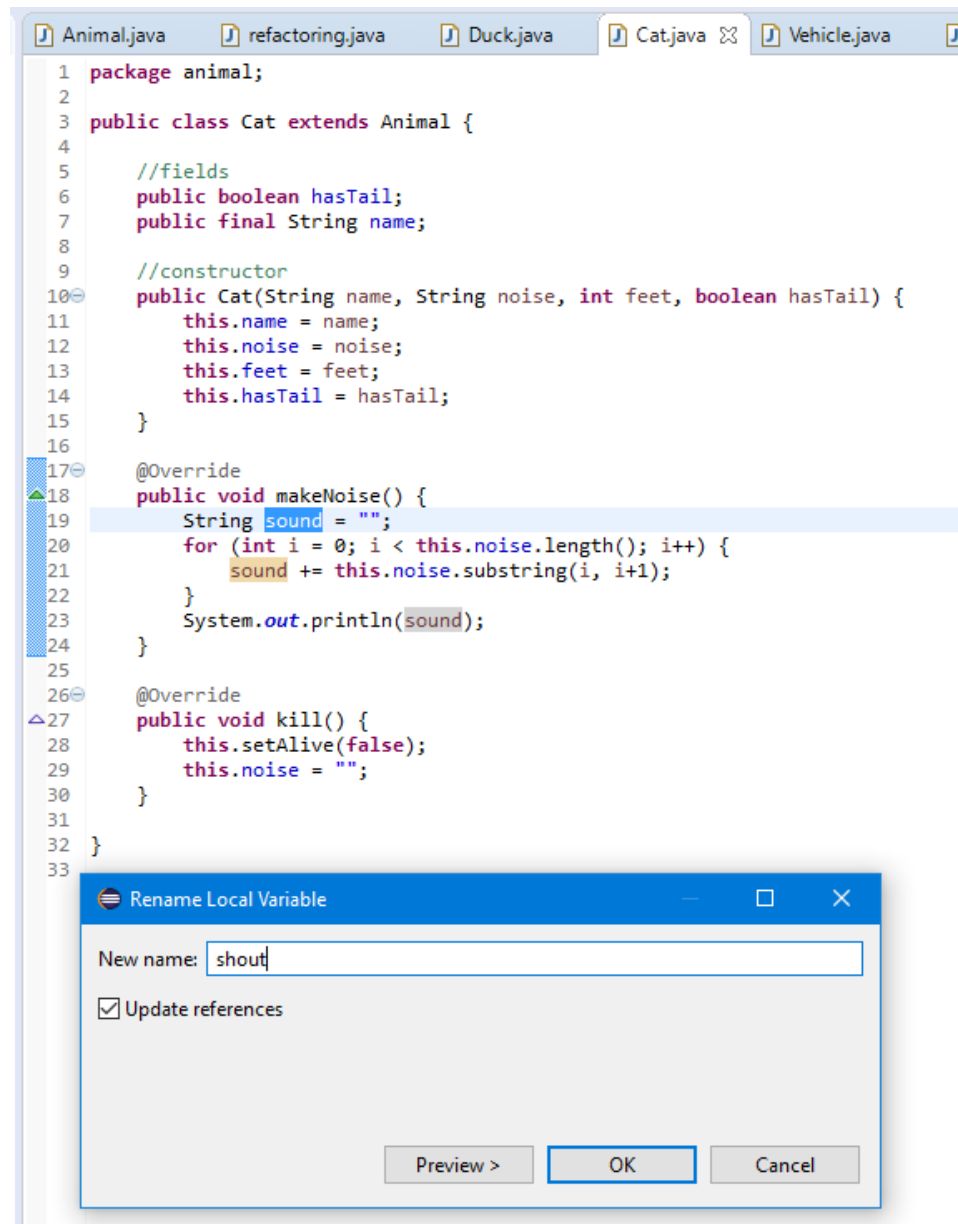 Animal.java refactoring.java Duck.java Cat.java Vehicle.java
1 package animal;
2
3 public class Cat extends Animal {
4
5 //fields
6 public boolean hasTail;
7 public final String name;
8
9 //constructor
10 public Cat(String name, String noise, int feet, boolean hasTail) {
11 this.name = name;
12 this.noise = noise;
13 this.feet = feet;
14 this.hasTail = hasTail;
15 }
16
17 @Override
18 public void makeNoise() {
19 String sound = "";
20 for (int i = 0; i < this.noise.length(); i++) {
21 sound += this.noise.substring(i, i+1);
22 }
23 System.out.println(sound);
24 }
25
26 @Override
27 public void kill() {
28 this.setAlive(false);
29 this.noise = "";
30 }
31
32 }
33
Rename Local Variable
New name: shout
Update references
Preview > OK Cancel